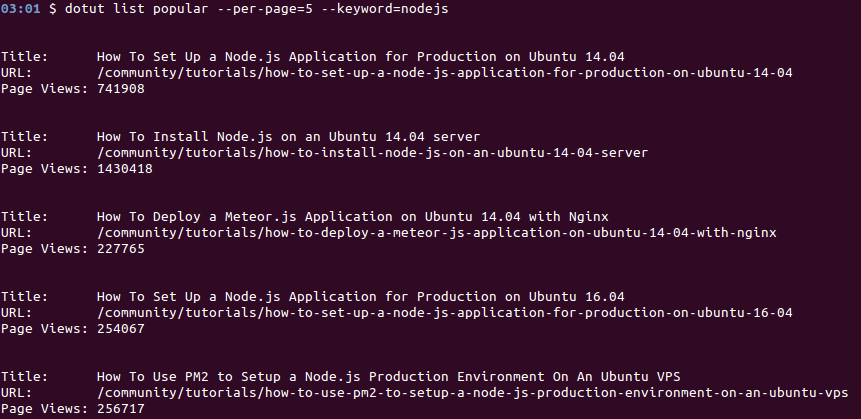 03:01 $ dotut list popular --per-page=5 --keyword=nodejs
Title: How To Set Up a Node.js Application for Production on Ubuntu 14.04
URL: /community/tutorials/how-to-set-up-a-node-js-application-for-production-on-ubuntu-14-04
Page Views: 741908
Title: How To Install Node.js on an Ubuntu 14.04 server
URL: /community/tutorials/how-to-install-node-js-on-an-ubuntu-14-04-server
Page Views: 1430418
Title: How To Deploy a Meteor.js Application on Ubuntu 14.04 with Nginx
URL: /community/tutorials/how-to-deploy-a-meteor-js-application-on-ubuntu-14-04-with-nginx
Page Views: 227765
Title: How To Set Up a Node.js Application for Production on Ubuntu 16.04
URL: /community/tutorials/how-to-set-up-a-node-js-application-for-production-on-ubuntu-16-04
Page Views: 254067
Title: How To Use PM2 to Setup a Node.js Production Environment On An Ubuntu VPS
URL: /community/tutorials/how-to-use-pm2-to-setup-a-node-js-production-environment-on-an-ubuntu-vps
Page Views: 256717